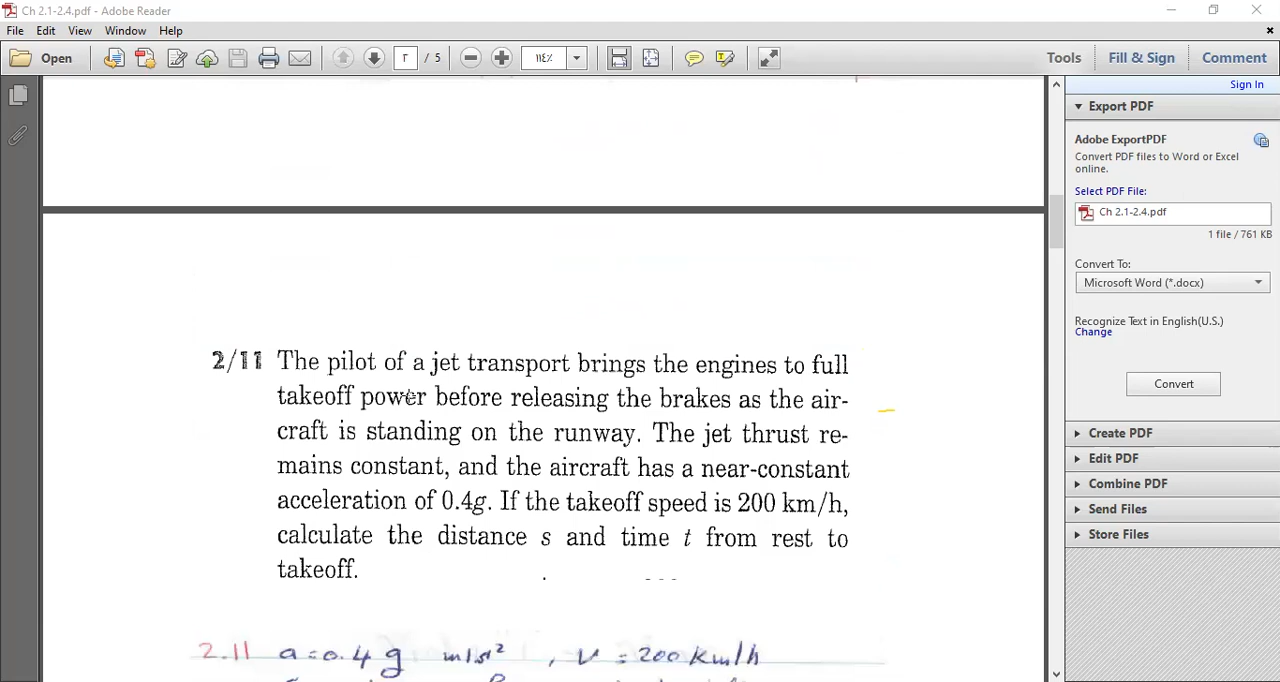 Ch 2.1-2.4.pdf - Adobe Reader
File Edit View Window Help
Open
٢ / 5
١١٤٪
Tools
Fill & Sign
Comment
Sign In
Export PDF
Adobe ExportPDF
Convert PDF files to Word or Excel
online.
Select PDF File:
Ch 2.1-2.4.pdf
1 file / 761 KB
Convert To:
Microsoft Word (*.docx)
Recognize Text in English(U.S.)
Change
Convert
Create PDF
Edit PDF
Combine PDF
Send Files
Store Files
2/11 The pilot of a jet transport brings the engines to full
takeoff power before releasing the brakes as the air-
craft is standing on the runway. The jet thrust re-
mains constant, and the aircraft has a near-constant
acceleration of 0.4g. If the takeoff speed is 200 km/h,
calculate the distance s and time t from rest to
takeoff.
2.11 a=0.4 g m/s² , v = 200 km/h